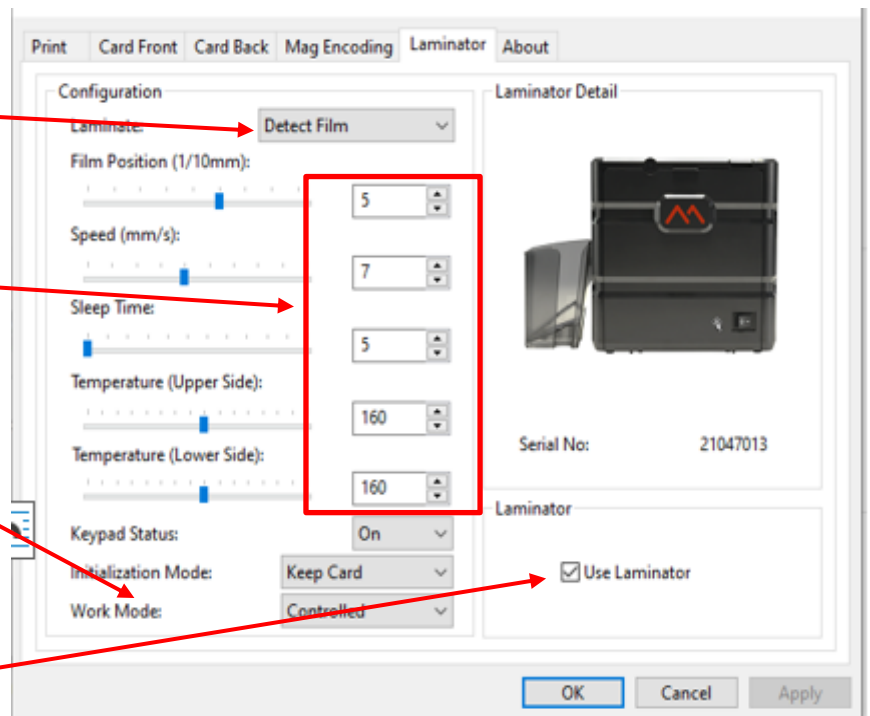 Print Card Front Card Back Mag Encoding Laminator About
Configuration
Laminate: Detect Film
Film Position (1/10mm):
5
Speed (mm/s):
7
Sleep Time:
5
Temperature (Upper Side):
160
Temperature (Lower Side):
160
Keypad Status: On
Initialization Mode: Keep Card
Work Mode: Controlled
Laminator Detail
Serial No: 21047013
Laminator
Use Laminator
OK Cancel Apply